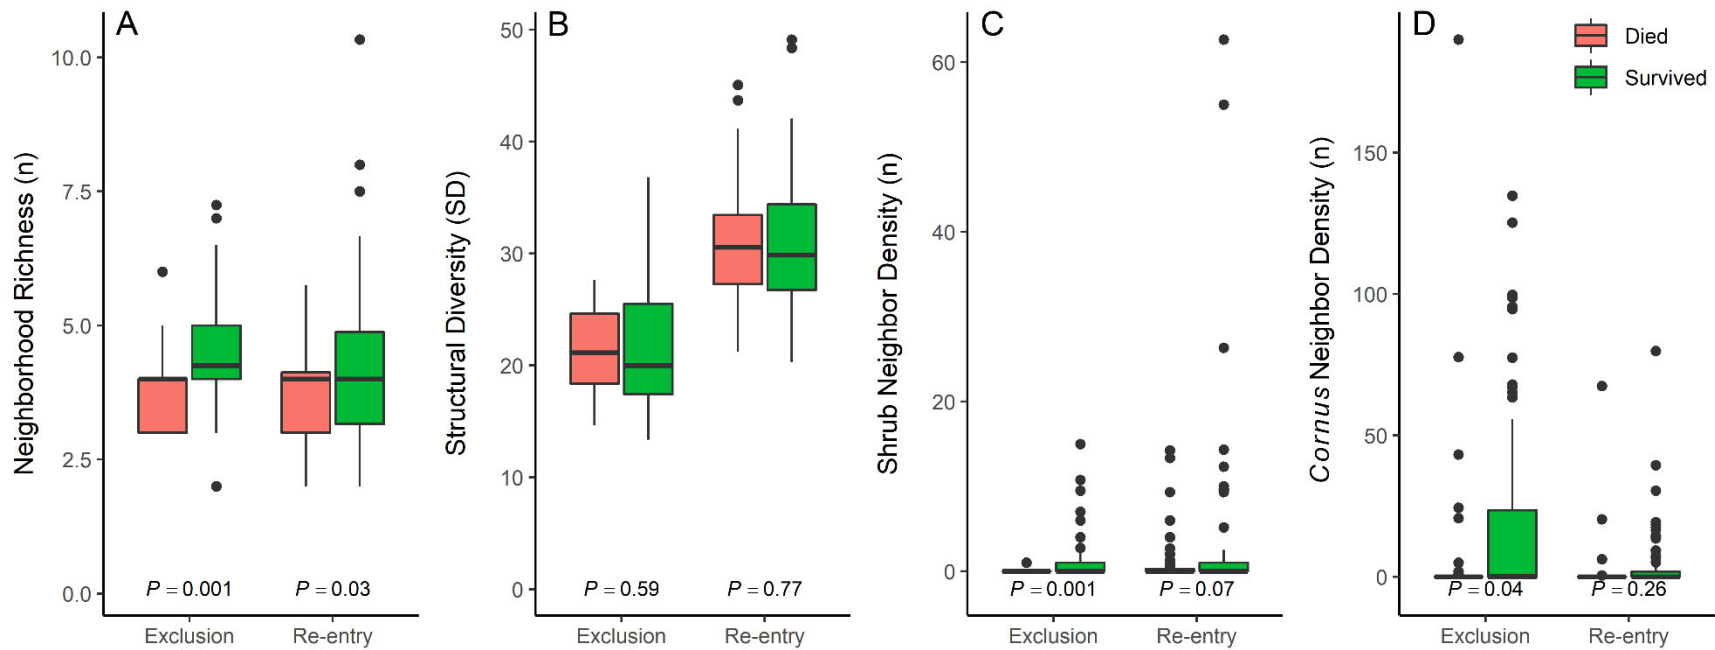 A
Neighborhood Richness (n)
10.0
7.5
5.0
2.5
0.0
P = 0.001
P = 0.03
Exclusion
Re-entry
B
Structural Diversity (SD)
50
40
30
20
10
0
P = 0.59
P = 0.77
Exclusion
Re-entry
C
Shrub Neighbor Density (n)
60
40
20
0
P = 0.001
P = 0.07
Exclusion
Re-entry
D
Cornus Neighbor Density (n)
150
100
50
0
P = 0.04
P = 0.26
Exclusion
Re-entry
Died
Survived